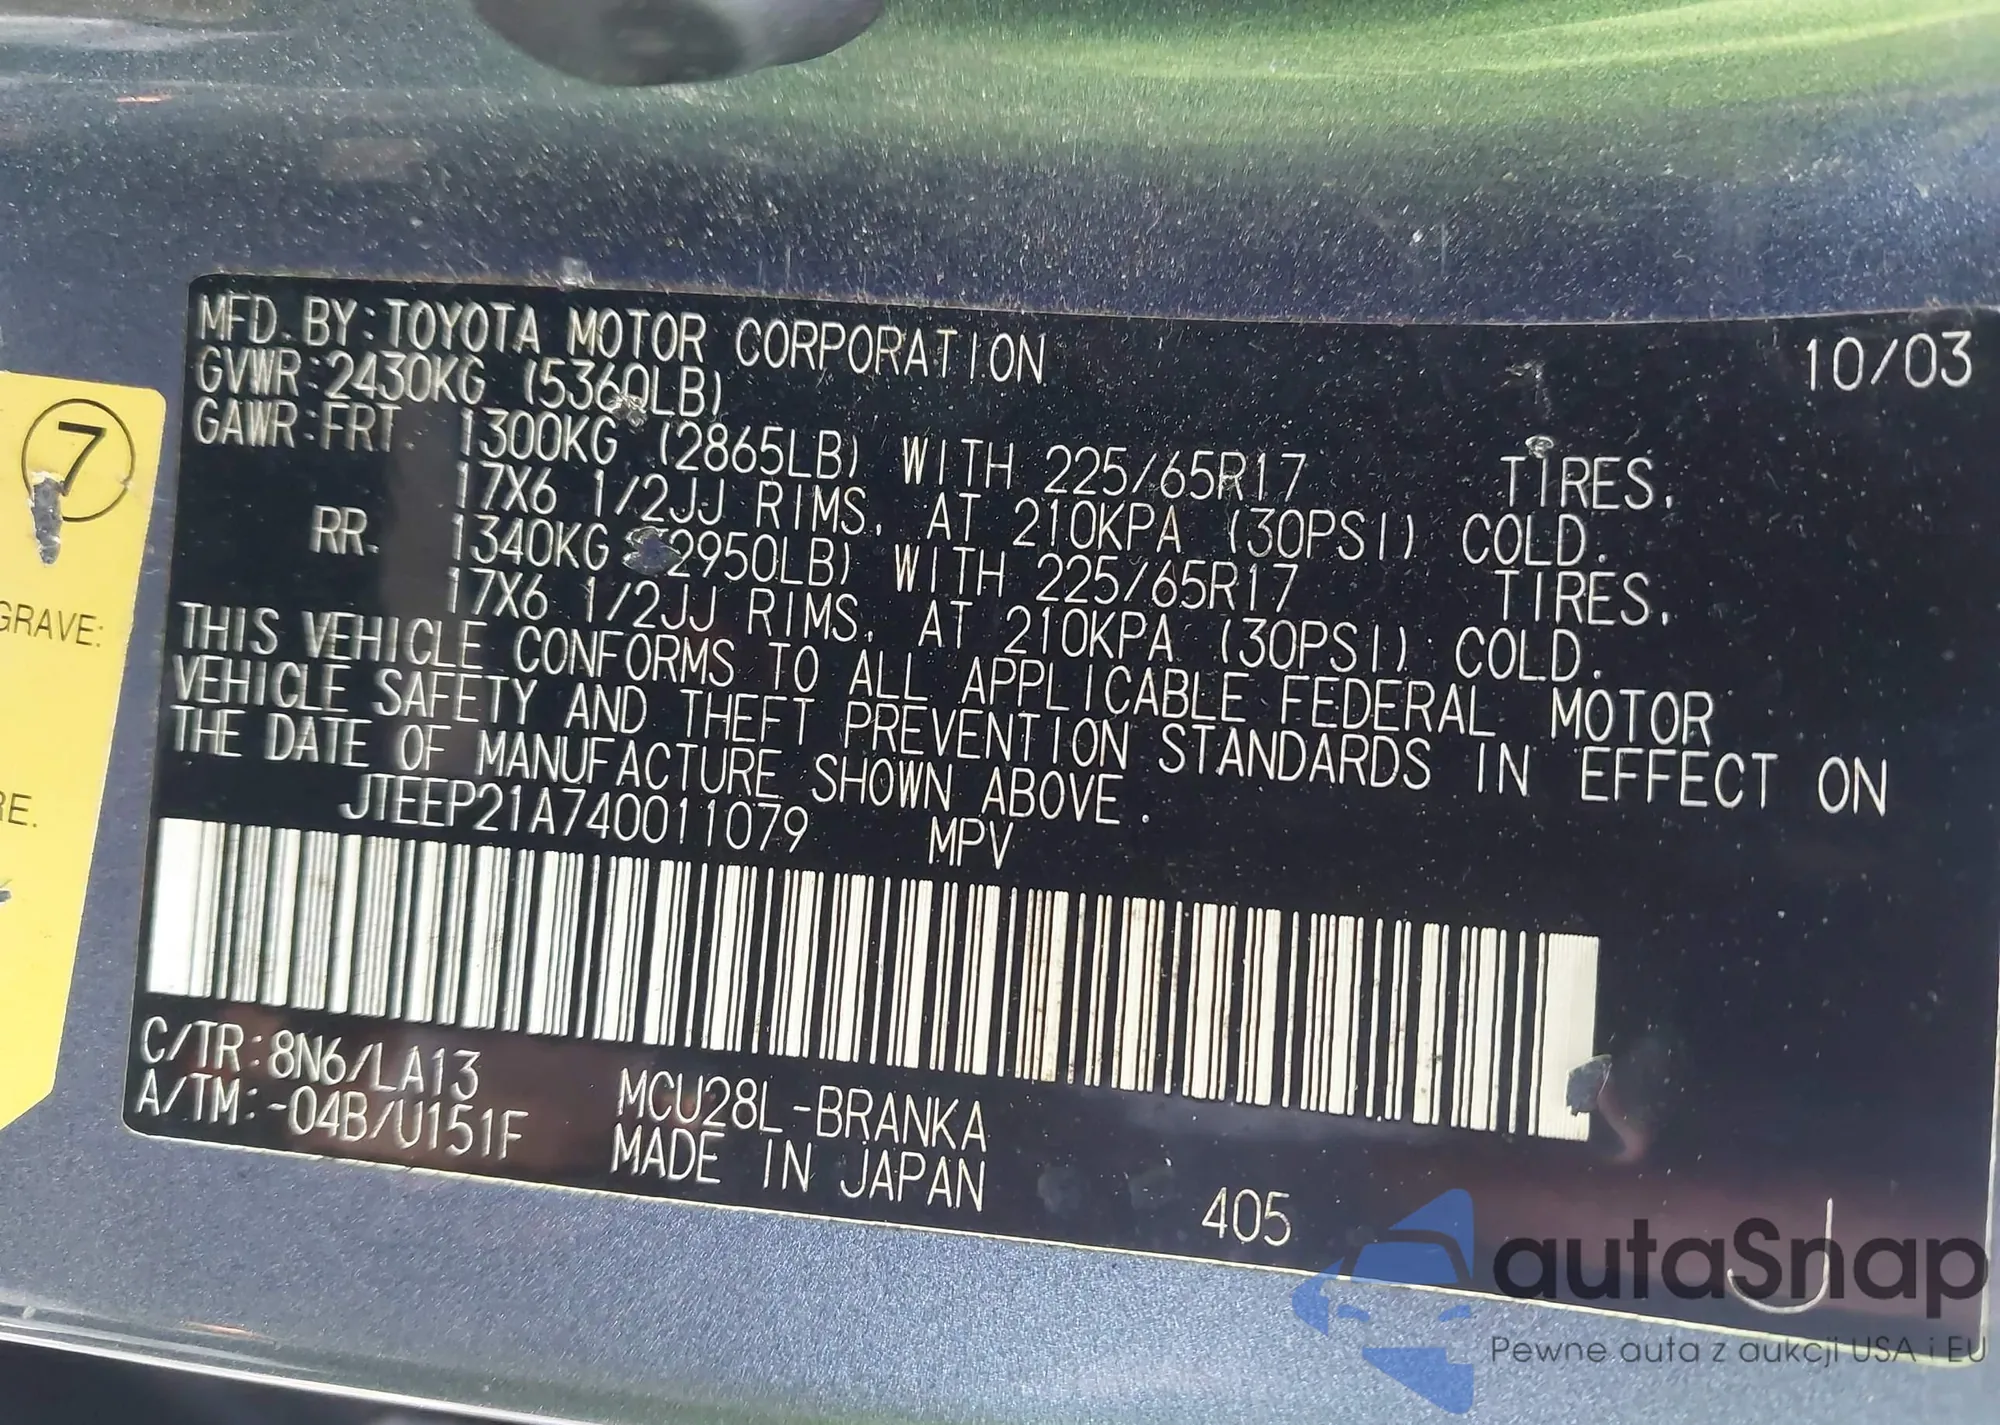 MFD. BY:TOYOTA MOTOR CORPORATION 10/03
GVWR:2430KG (5360LB)
GAWR:FRT. 1300KG (2865LB) WITH 225/65R17 TIRES,
17X6 1/2JJ RIMS, AT 210KPA (30PSI) COLD.
RR. 1340KG (2950LB) WITH 225/65R17 TIRES,
17X6 1/2JJ RIMS, AT 210KPA (30PSI) COLD.
THIS VEHICLE CONFORMS TO ALL APPLICABLE FEDERAL MOTOR
VEHICLE SAFETY AND THEFT PREVENTION STANDARDS IN EFFECT ON
THE DATE OF MANUFACTURE SHOWN ABOVE.
JTEEP21A740011079 MPV
C/TR:8N6/LA13
A/TM:-04B/U151F
MCU28L-BRANKA
MADE IN JAPAN
405
7
GRAVE:
RE.
autaSnap
Pewne auta z aukcji USA i EU